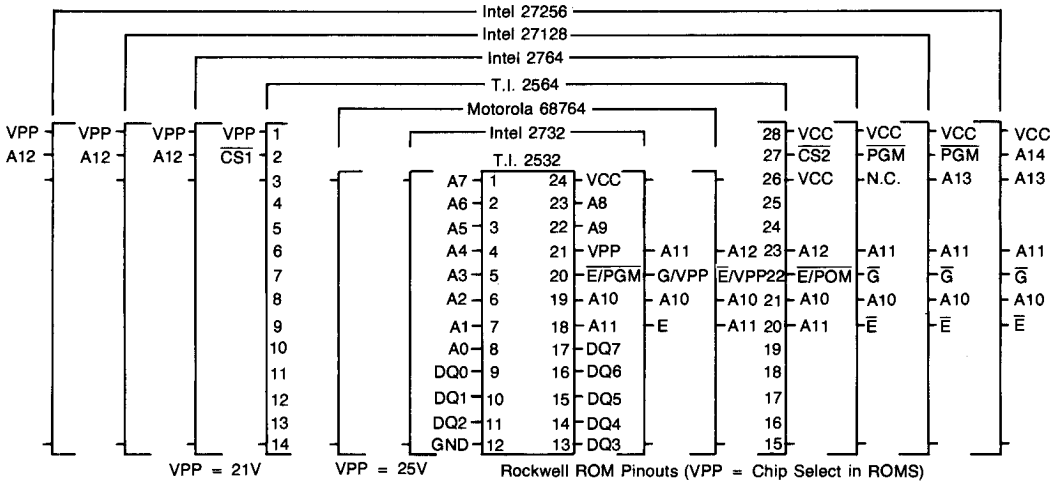 Intel 27256
Intel 27128
Intel 2764
T.I. 2564
Motorola 68764
Intel 2732
T.I. 2532
VPP VPP VPP VPP 1 28 VCC VCC VCC VCC
A12 A12 A12 C̅S̅1̅ 2 27 C̅S̅2̅ P̅G̅M̅ P̅G̅M̅ A14
3 A7 1 24 VCC 26 VCC N.C. A13 A13
4 A6 2 23 A8 25
5 A5 3 22 A9 24
6 A4 4 21 VPP A11 A12 23 A12 A11 A11 A11
7 A3 5 20 E̅/̅P̅G̅M̅ G/VPP E̅/VPP 22 E̅/̅P̅O̅M̅ G̅ G̅ G̅
8 A2 6 19 A10 A10 A10 21 A10 A10 A10 A10
9 A1 7 18 A11 E A11 20 A11 E̅ E̅ E̅
10 A0 8 17 DQ7 19
11 DQ0 9 16 DQ6 18
12 DQ1 10 15 DQ5 17
13 DQ2 11 14 DQ4 16
14 GND 12 13 DQ3 15
VPP = 21V VPP = 25V Rockwell ROM Pinouts (VPP = Chip Select in ROMS)